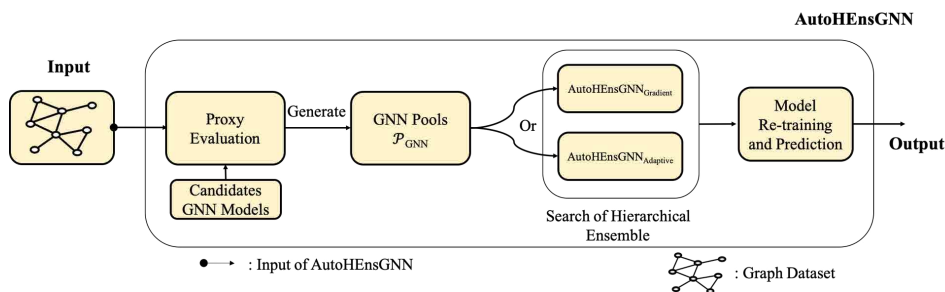 AutoHEnsGNN
Input
Proxy
Evaluation
Candidates
GNN Models
Generate
GNN Pools
𝒫GNN
Or
AutoHEnsGNNGradient
AutoHEnsGNNAdaptive
Search of Hierarchical
Ensemble
Model
Re-training
and Prediction
Output
: Input of AutoHEnsGNN
: Graph Dataset